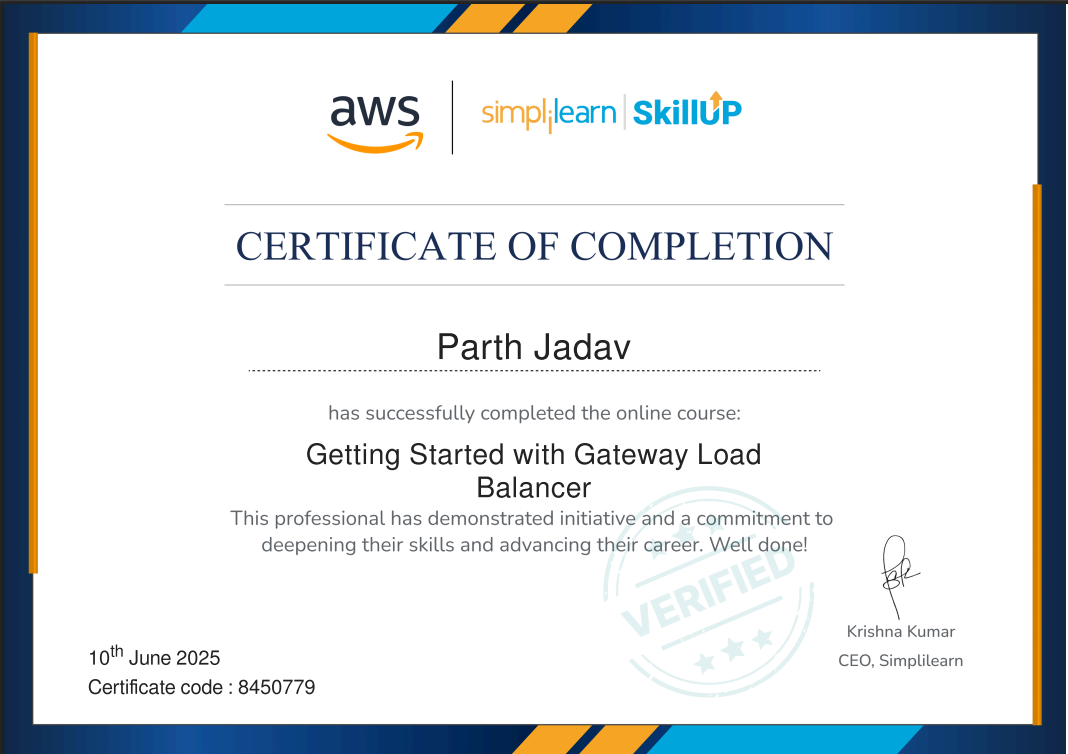 aws
simplilearn | SkillUP
CERTIFICATE OF COMPLETION
Parth Jadav
has successfully completed the online course:
Getting Started with Gateway Load
Balancer
This professional has demonstrated initiative and a commitment to
deepening their skills and advancing their career. Well done!
VERIFIED
Krishna Kumar
CEO, Simplilearn
10th June 2025
Certificate code : 8450779